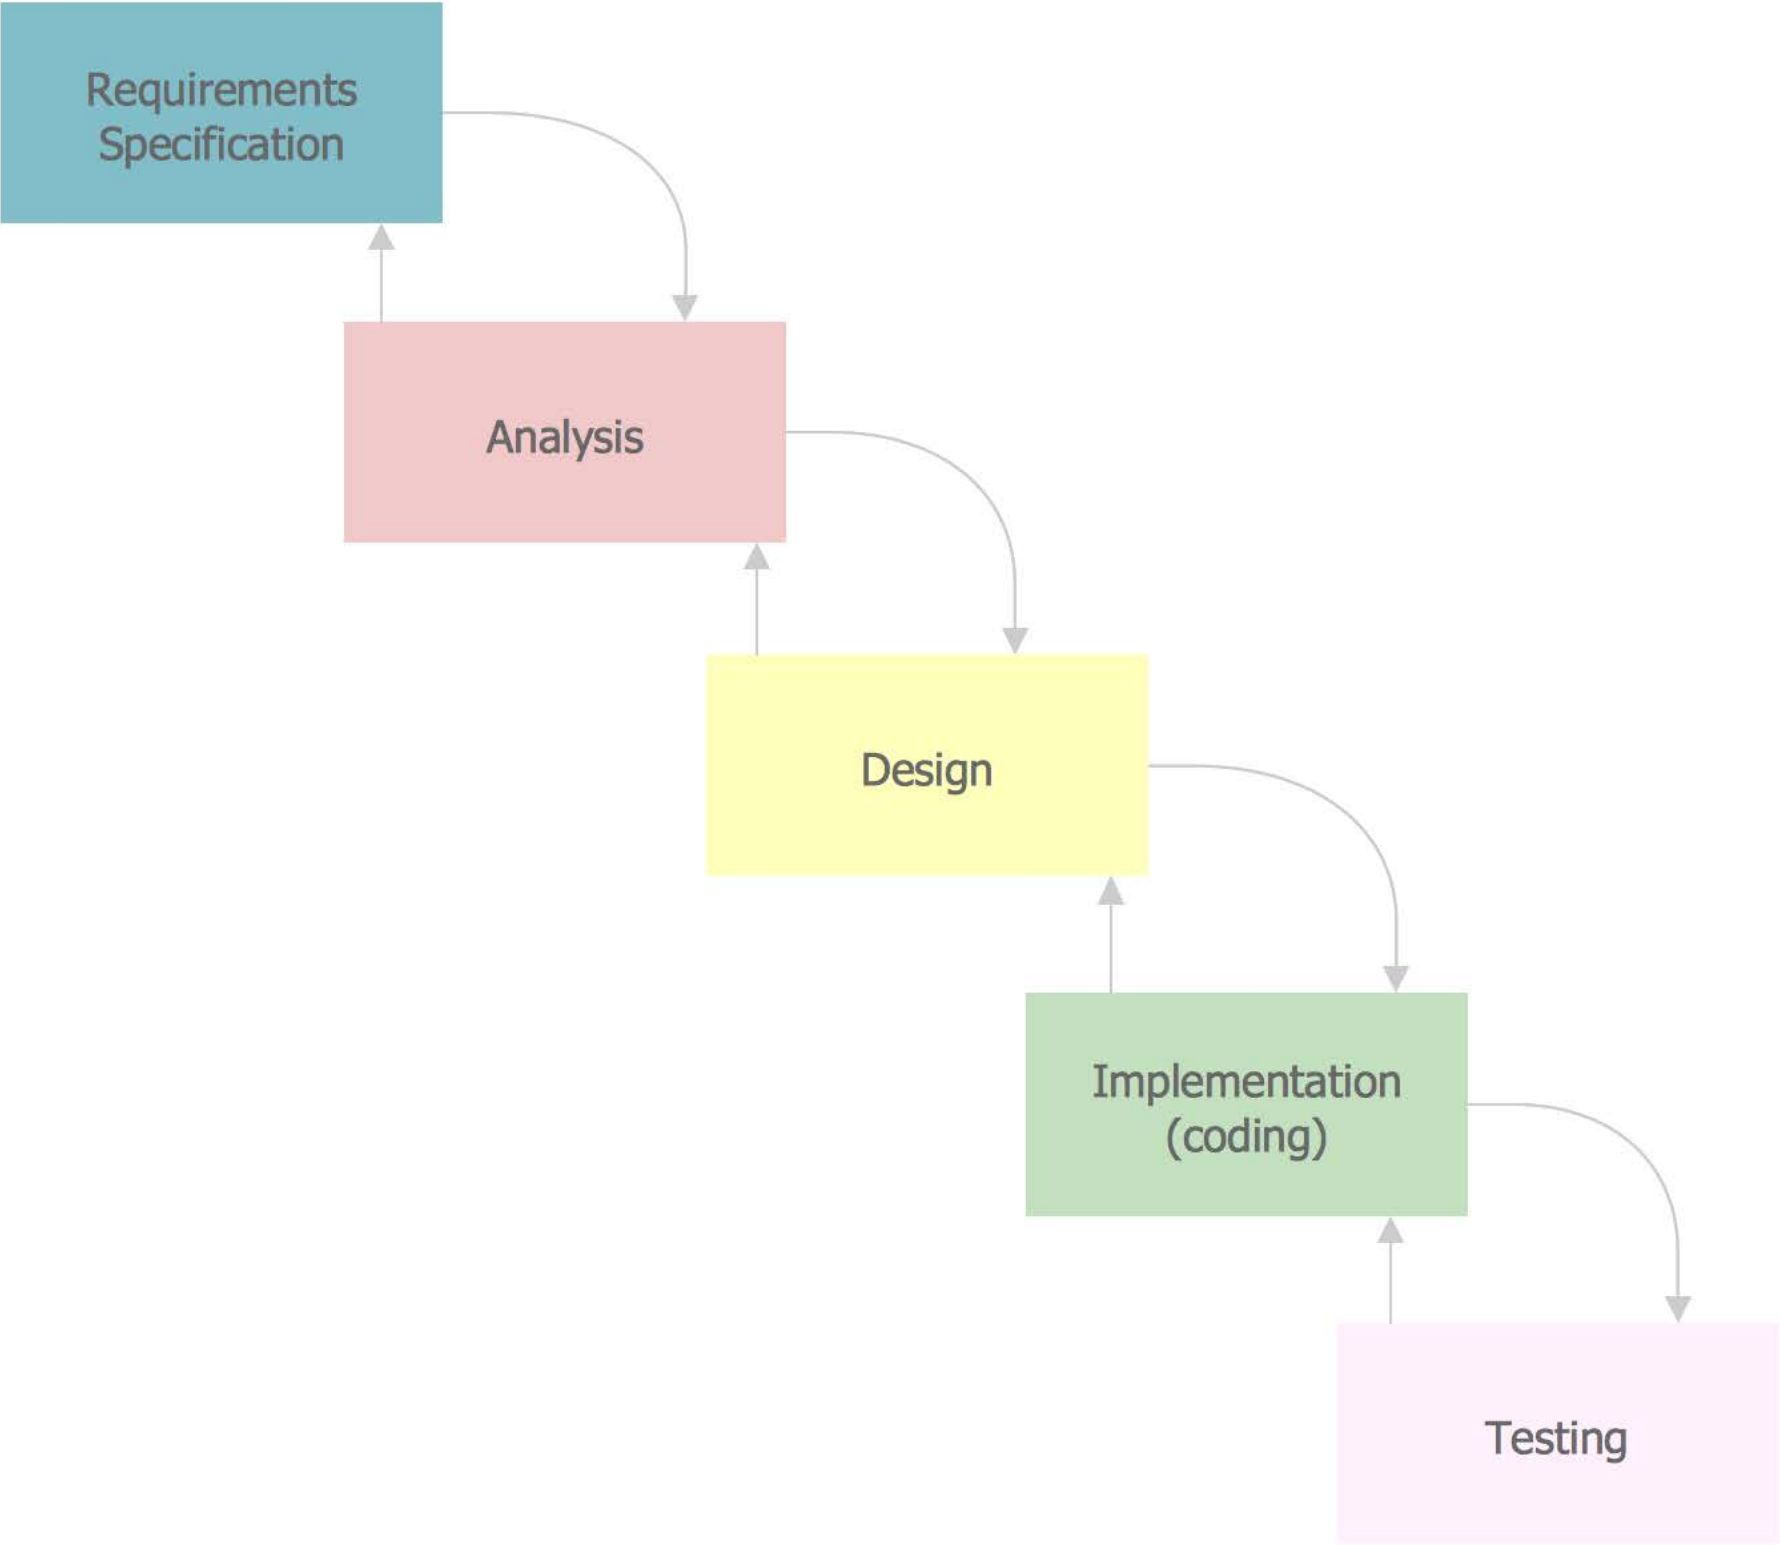 Requirements
Specification
Analysis
Design
Implementation
(coding)
Testing